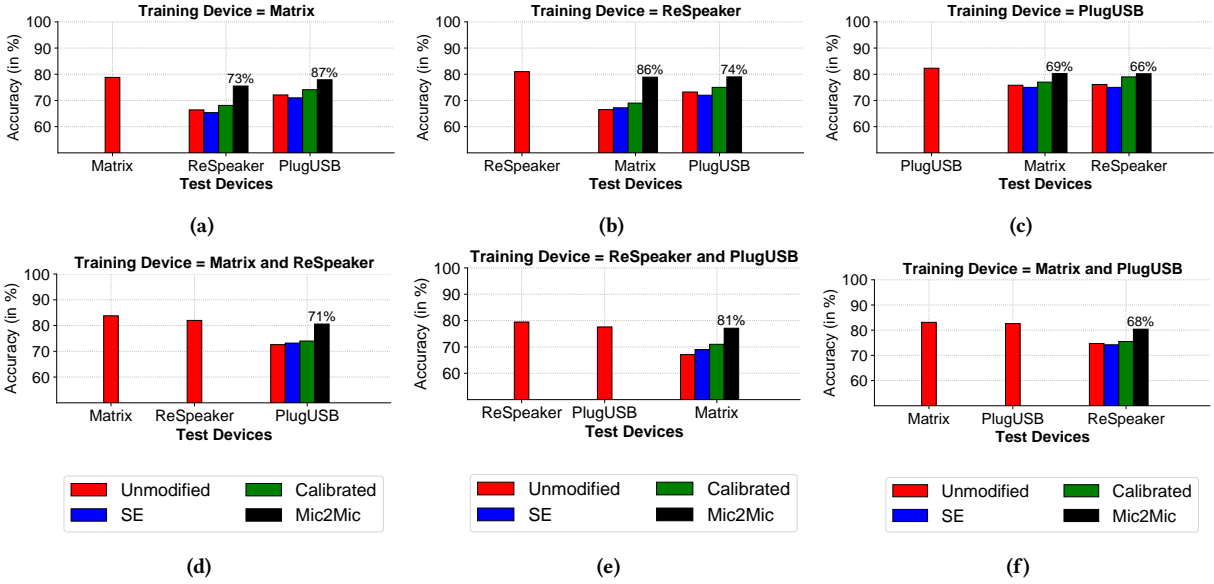 Training Device = Matrix
100
90
80
70
60
Accuracy (in %)
73%
87%
Matrix
ReSpeaker
PlugUSB
Test Devices
(a)
Training Device = ReSpeaker
100
90
80
70
60
Accuracy (in %)
86%
74%
ReSpeaker
Matrix
PlugUSB
Test Devices
(b)
Training Device = PlugUSB
100
90
80
70
60
Accuracy (in %)
69%
66%
PlugUSB
Matrix
ReSpeaker
Test Devices
(c)
Training Device = Matrix and ReSpeaker
100
90
80
70
60
Accuracy (in %)
71%
Matrix
ReSpeaker
PlugUSB
Test Devices
Unmodified
Calibrated
SE
Mic2Mic
(d)
Training Device = ReSpeaker and PlugUSB
100
90
80
70
60
Accuracy (in %)
81%
ReSpeaker
PlugUSB
Matrix
Test Devices
Unmodified
Calibrated
SE
Mic2Mic
(e)
Training Device = Matrix and PlugUSB
100
90
80
70
60
Accuracy (in %)
68%
Matrix
PlugUSB
ReSpeaker
Test Devices
Unmodified
Calibrated
SE
Mic2Mic
(f)